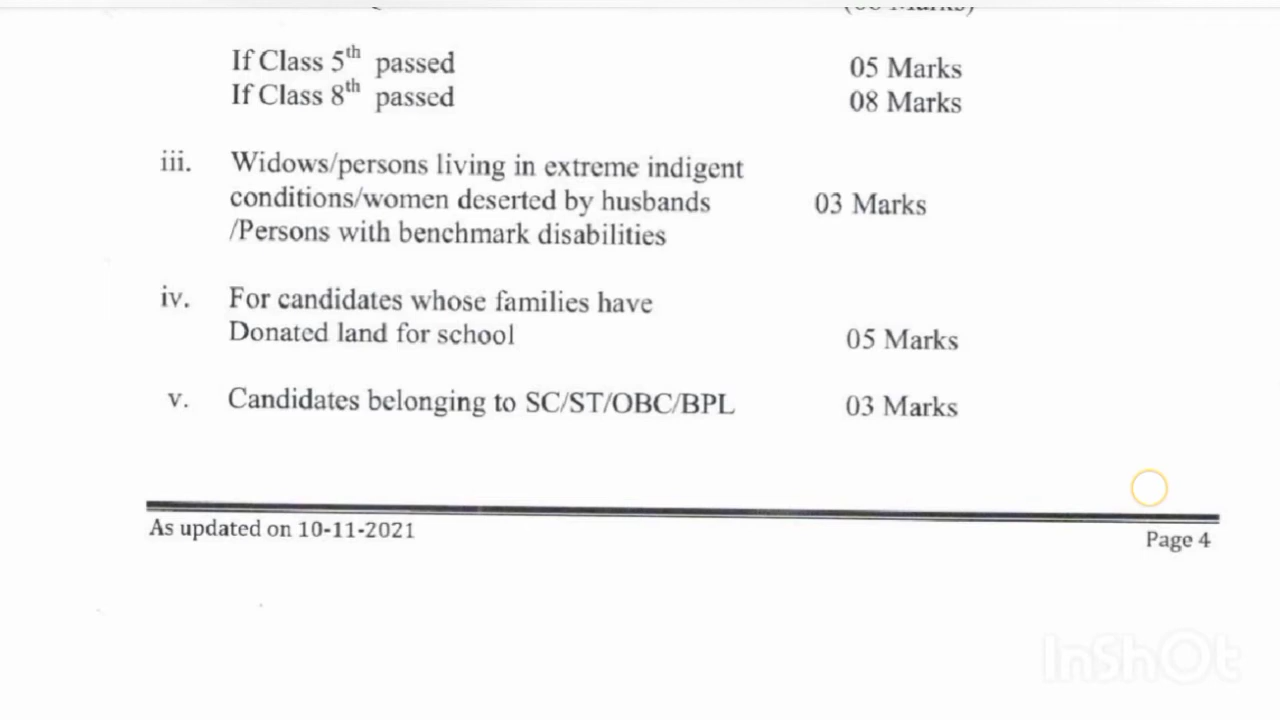 If Class 5th passed 05 Marks
If Class 8th passed 08 Marks
iii. Widows/persons living in extreme indigent
conditions/women deserted by husbands 03 Marks
/Persons with benchmark disabilities
iv. For candidates whose families have
Donated land for school 05 Marks
v. Candidates belonging to SC/ST/OBC/BPL 03 Marks
As updated on 10-11-2021
Page 4
InShOt